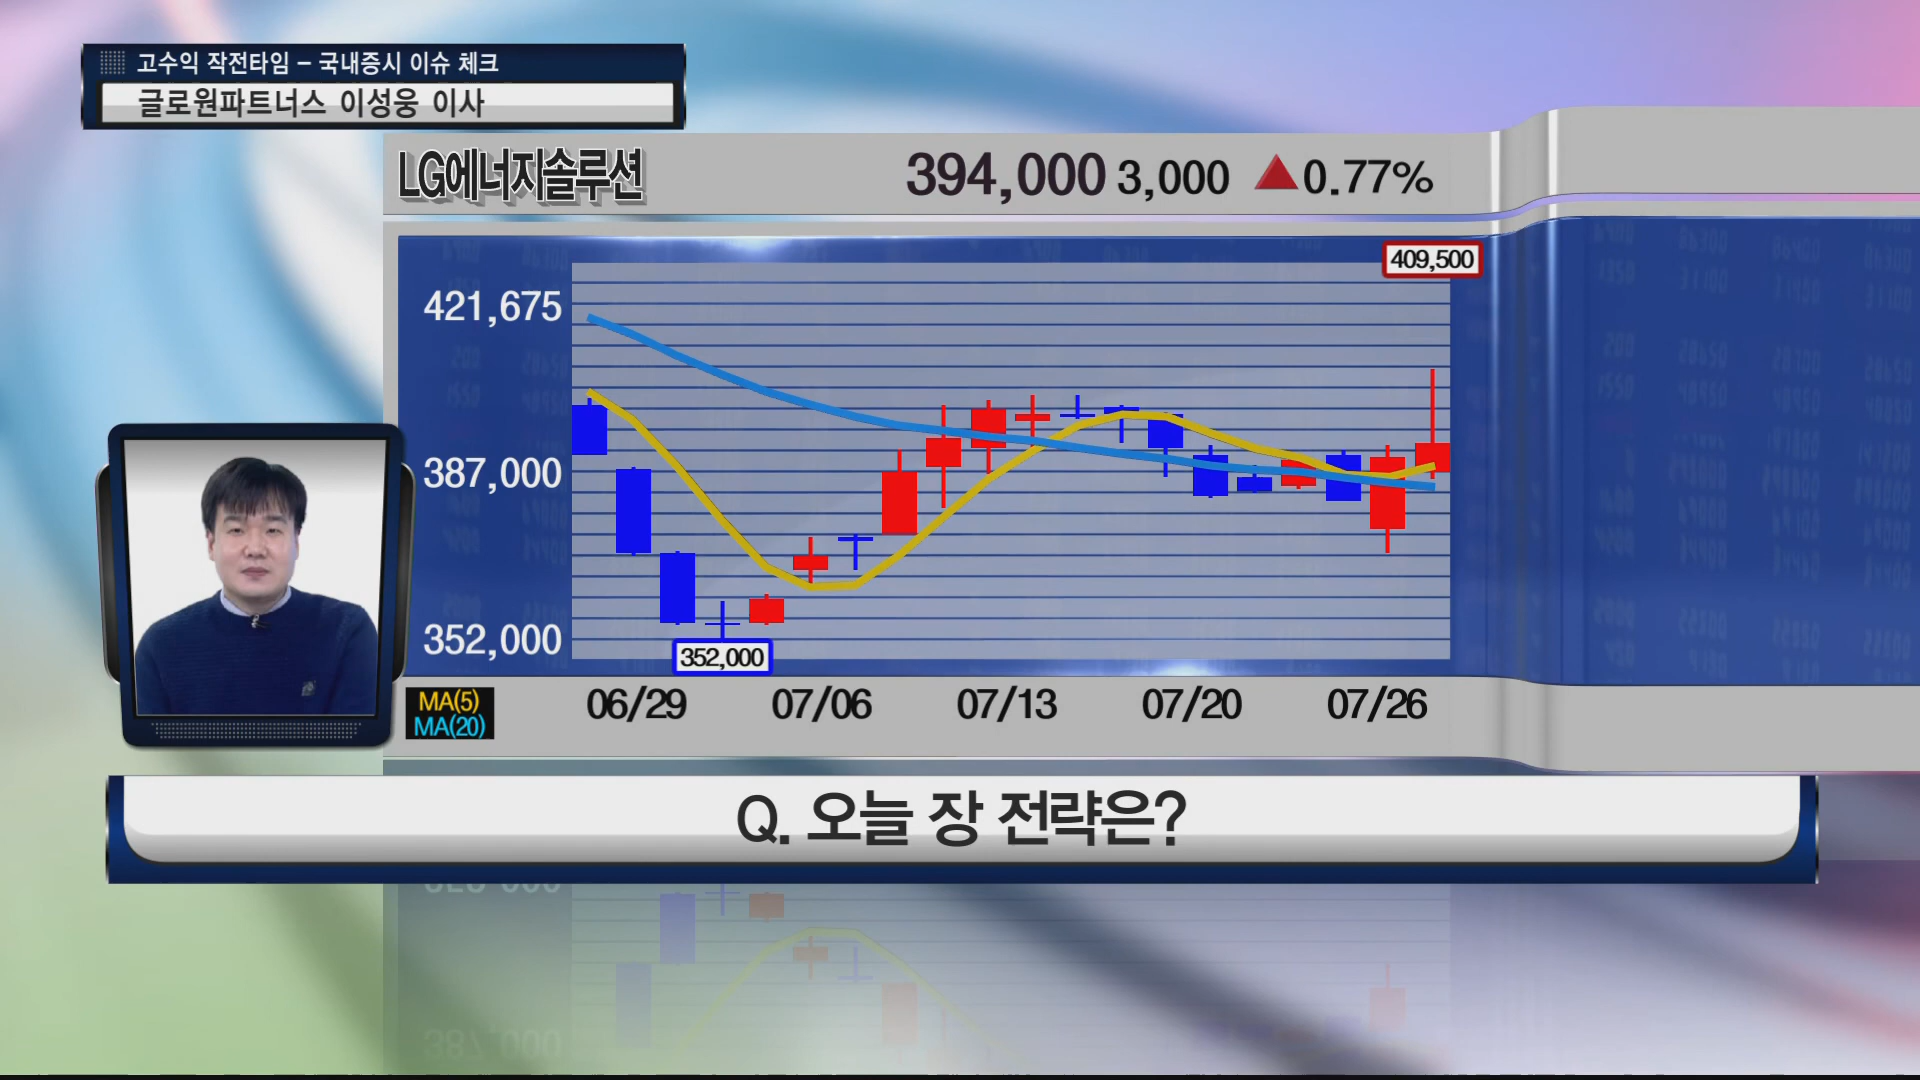 고수익 작전타임 – 국내증시 이슈 체크
글로원파트너스 이성웅 이사
LG에너지솔루션 394,000 3,000 ▲0.77%
409,500
421,675
387,000
352,000
352,000
MA(5)
MA(20)
06/29 07/06 07/13 07/20 07/26
Q. 오늘 장 전략은?